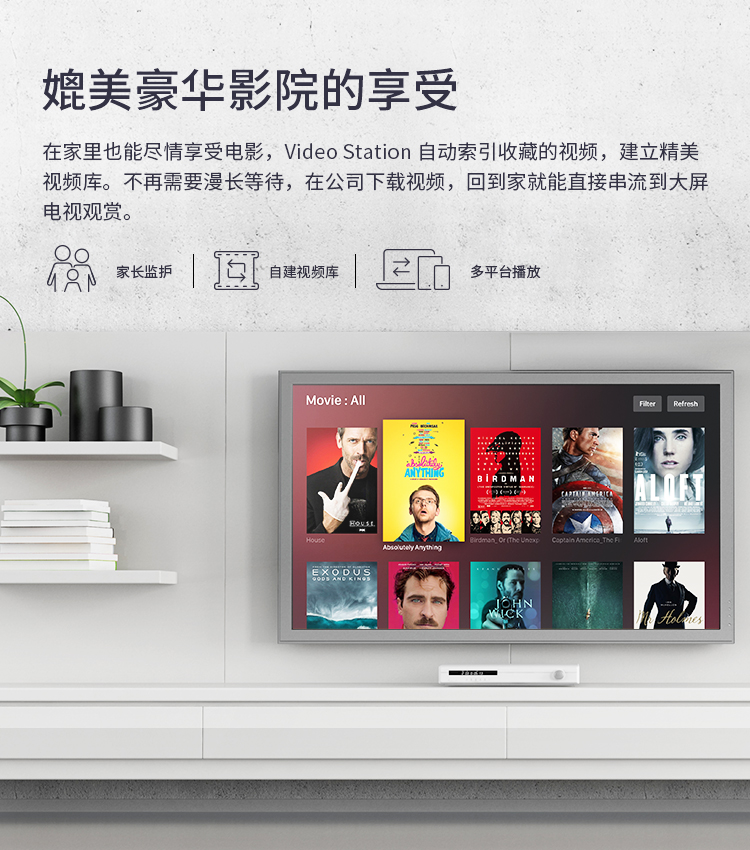 媲美豪华影院的享受
在家里也能尽情享受电影，Video Station 自动索引收藏的视频，建立精美
视频库。不再需要漫长等待，在公司下载视频，回到家就能直接串流到大屏
电视观赏。
家长监护
自建视频库
多平台播放
Movie : All
Filter
Refresh
absolutely
ANYTHING
BIRDMAN
CAPTAIN AMERICA
ALOFT
HOUSE
House
Absolutely Anything
Birdman_Or (The Unexp
Captain America_The Fi
Aloft
EXODUS
GODS AND KINGS
JOHN
WICK
Mr Holmes